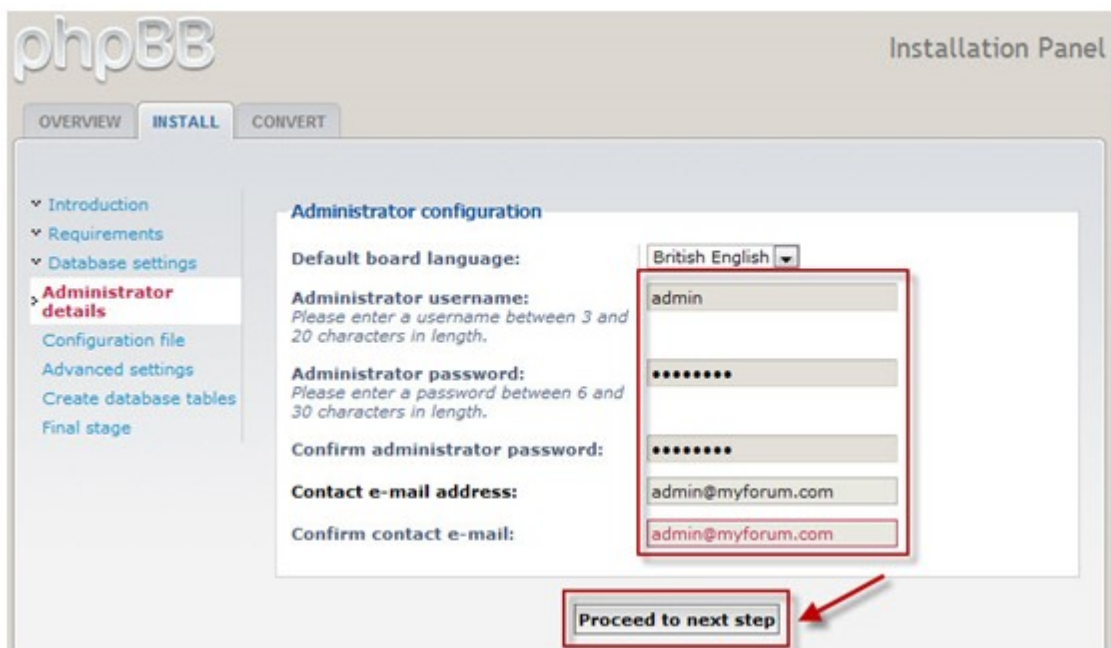 phpBB
Installation Panel
OVERVIEW INSTALL CONVERT
Introduction
Requirements
Database settings
Administrator
details
Configuration file
Advanced settings
Create database tables
Final stage
Administrator configuration
Default board language: British English
Administrator username: admin
Please enter a username between 3 and
20 characters in length.
Administrator password: ••••••••
Please enter a password between 6 and
30 characters in length.
Confirm administrator password: ••••••••
Contact e-mail address: admin@myforum.com
Confirm contact e-mail: admin@myforum.com
Proceed to next step